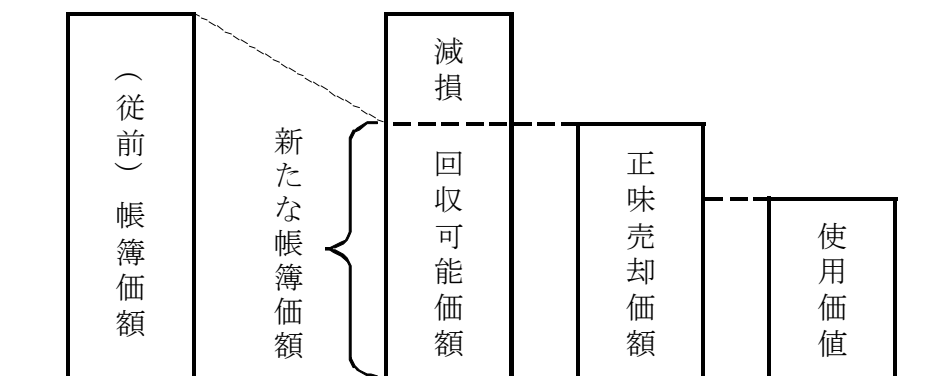 （従前）帳簿価額
新たな帳簿価額
減損
回収可能価額
正味売却価額
使用価値